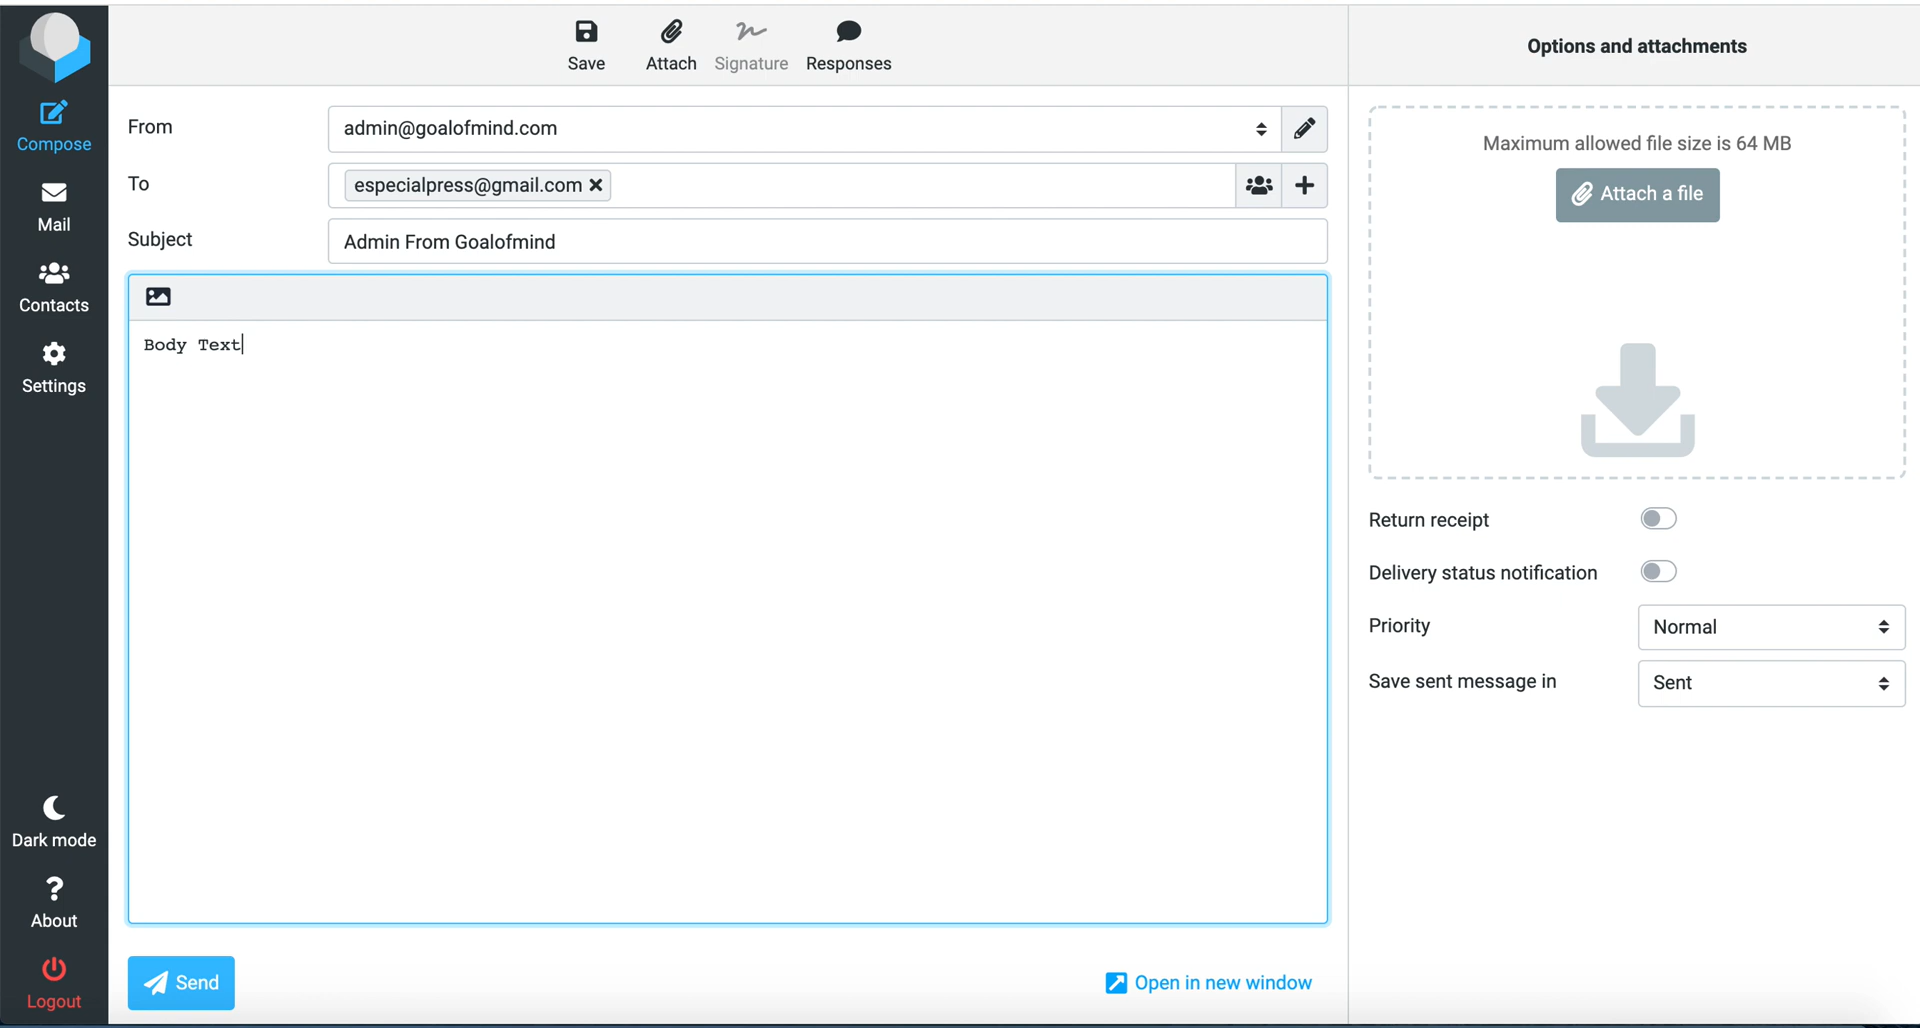 Save Attach Signature Responses
Options and attachments
Compose
Mail
Contacts
Settings
Dark mode
About
Logout
From admin@goalofmind.com
To especialpress@gmail.com
Subject Admin From Goalofmind
Body Text
Send
Open in new window
Maximum allowed file size is 64 MB
Attach a file
Return receipt
Delivery status notification
Priority Normal
Save sent message in Sent